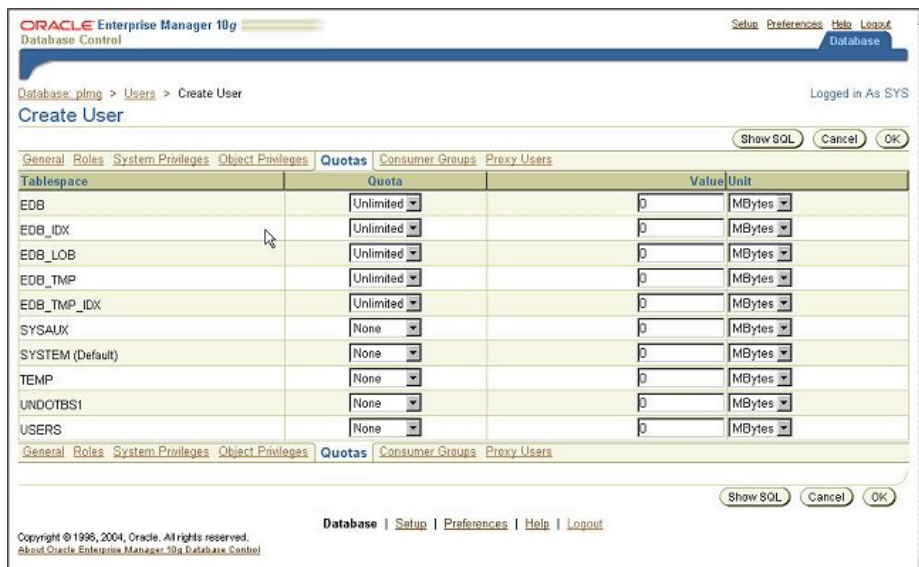 ORACLE Enterprise Manager 10g
Database Control
Setup Preferences Help Logout
Database
Database: plmg > Users > Create User
Logged in As SYS
Create User
Show SQL Cancel OK
General Roles System Privileges Object Privileges Quotas Consumer Groups Proxy Users
Tablespace Quota Value Unit
EDB Unlimited 0 MBytes
EDB_IDX Unlimited 0 MBytes
EDB_LOB Unlimited 0 MBytes
EDB_TMP Unlimited 0 MBytes
EDB_TMP_IDX Unlimited 0 MBytes
SYSAUX None 0 MBytes
SYSTEM (Default) None 0 MBytes
TEMP None 0 MBytes
UNDOTBS1 None 0 MBytes
USERS None 0 MBytes
General Roles System Privileges Object Privileges Quotas Consumer Groups Proxy Users
Show SQL Cancel OK
Database | Setup | Preferences | Help | Logout
Copyright © 1996, 2004, Oracle. All rights reserved.
About Oracle Enterprise Manager 10g Database Control